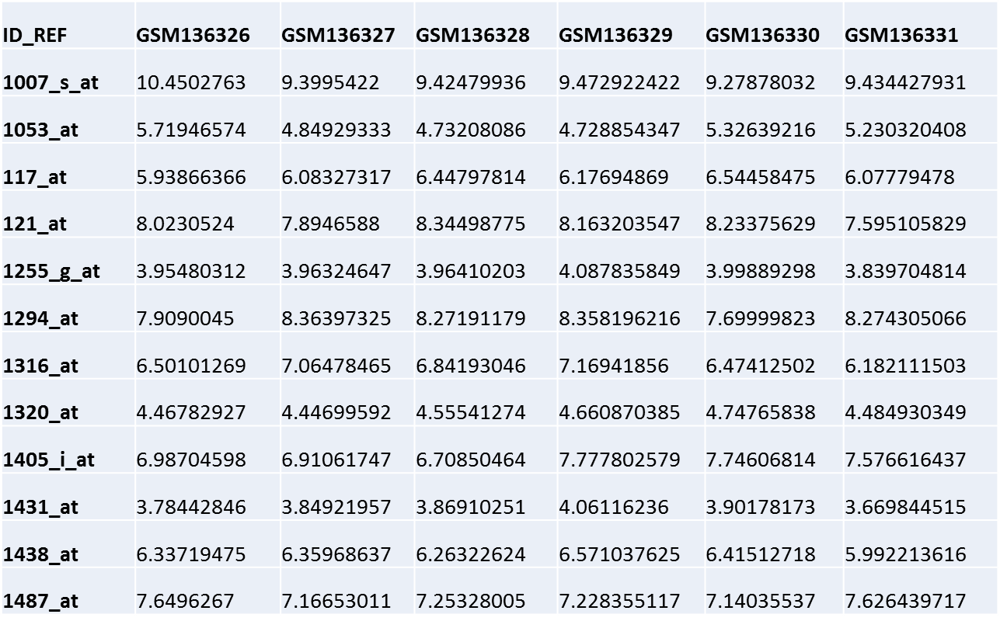 ID_REF GSM136326 GSM136327 GSM136328 GSM136329 GSM136330 GSM136331
1007_s_at 10.4502763 9.3995422 9.42479936 9.472922422 9.27878032 9.434427931
1053_at 5.71946574 4.84929333 4.73208086 4.728854347 5.32639216 5.230320408
117_at 5.93866366 6.08327317 6.44797814 6.17694869 6.54458475 6.07779478
121_at 8.0230524 7.8946588 8.34498775 8.163203547 8.23375629 7.595105829
1255_g_at 3.95480312 3.96324647 3.96410203 4.087835849 3.99889298 3.839704814
1294_at 7.9090045 8.36397325 8.27191179 8.358196216 7.69999823 8.274305066
1316_at 6.50101269 7.06478465 6.84193046 7.16941856 6.47412502 6.182111503
1320_at 4.46782927 4.44699592 4.55541274 4.660870385 4.74765838 4.484930349
1405_i_at 6.98704598 6.91061747 6.70850464 7.777802579 7.74606814 7.576616437
1431_at 3.78442846 3.84921957 3.86910251 4.06116236 3.90178173 3.669844515
1438_at 6.33719475 6.35968637 6.26322624 6.571037625 6.41512718 5.992213616
1487_at 7.6496267 7.16653011 7.25328005 7.228355117 7.14035537 7.626439717